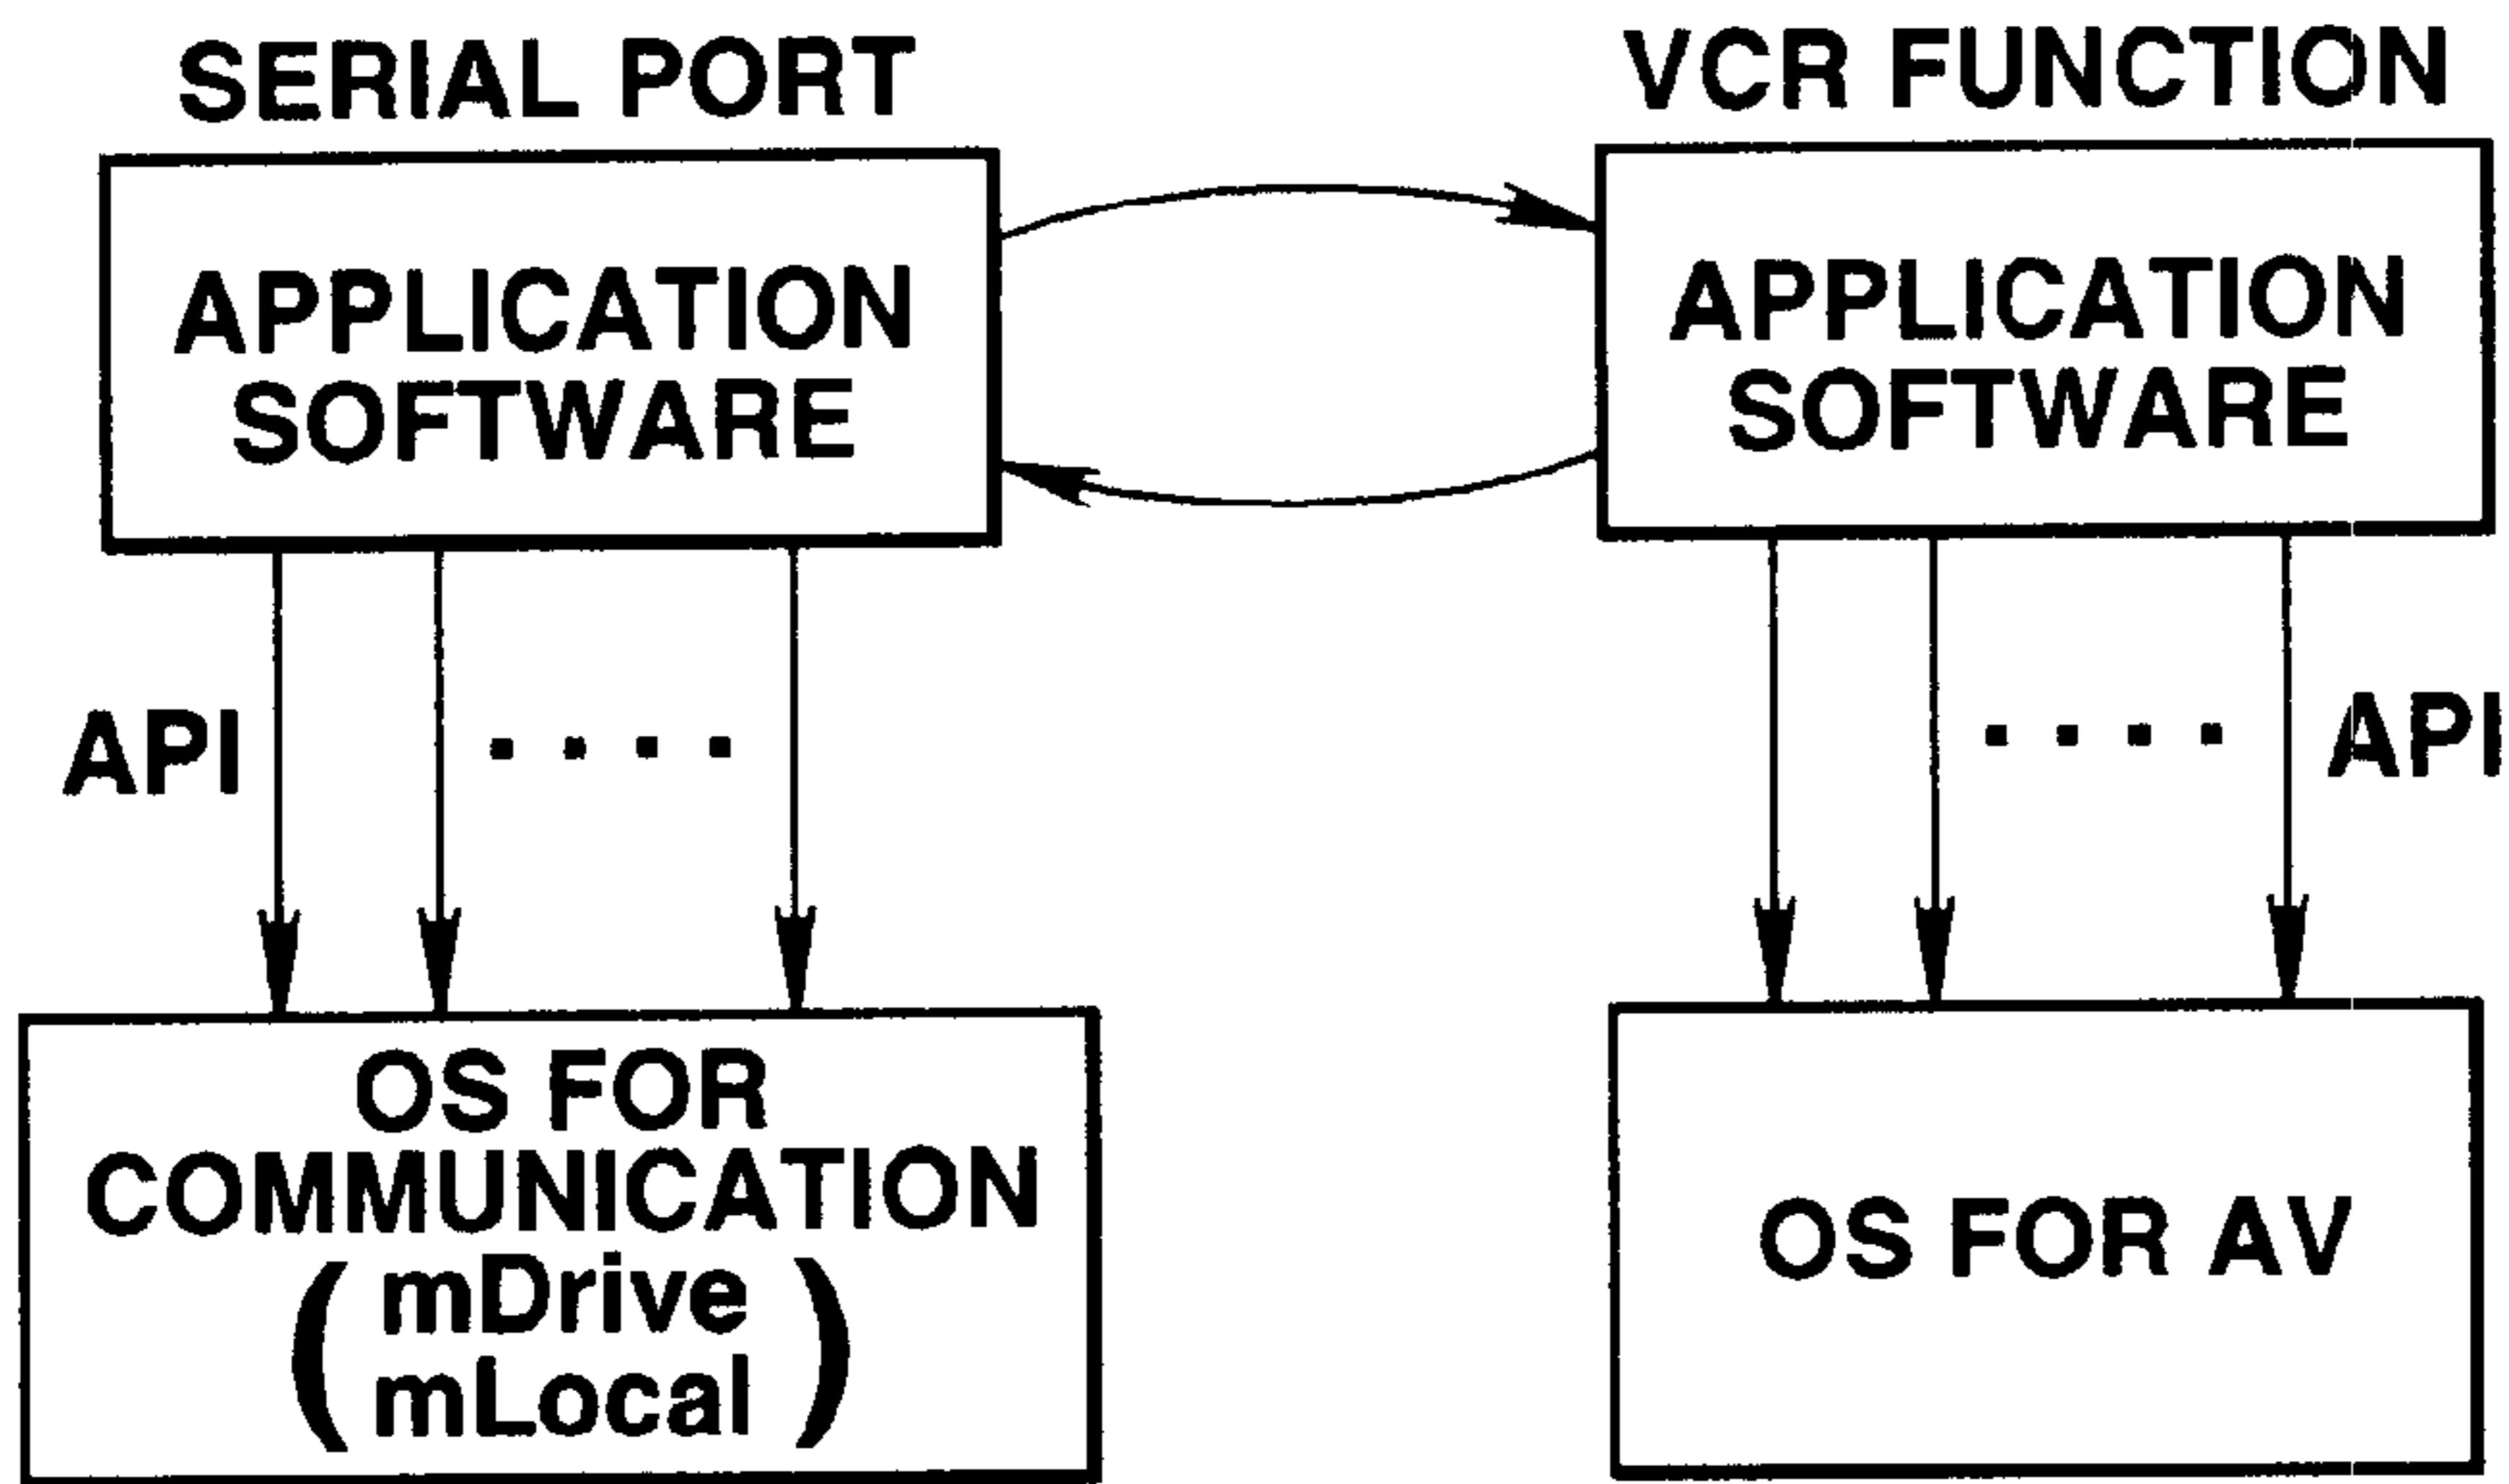 SERIAL PORT
VCR FUNCTION
APPLICATION
SOFTWARE
APPLICATION
SOFTWARE
API
. . . .
. . . .
API
OS FOR
COMMUNICATION
( mDrive
mLocal )
OS FOR AV